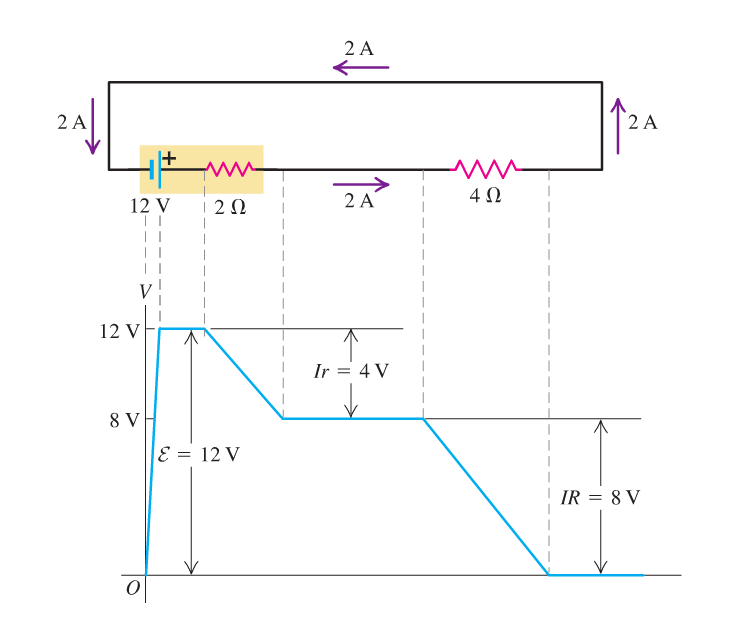 2 A
2 A
2 A
+
12 V
2 Ω
2 A
4 Ω
V
12 V
Ir = 4 V
8 V
ℰ = 12 V
IR = 8 V
O